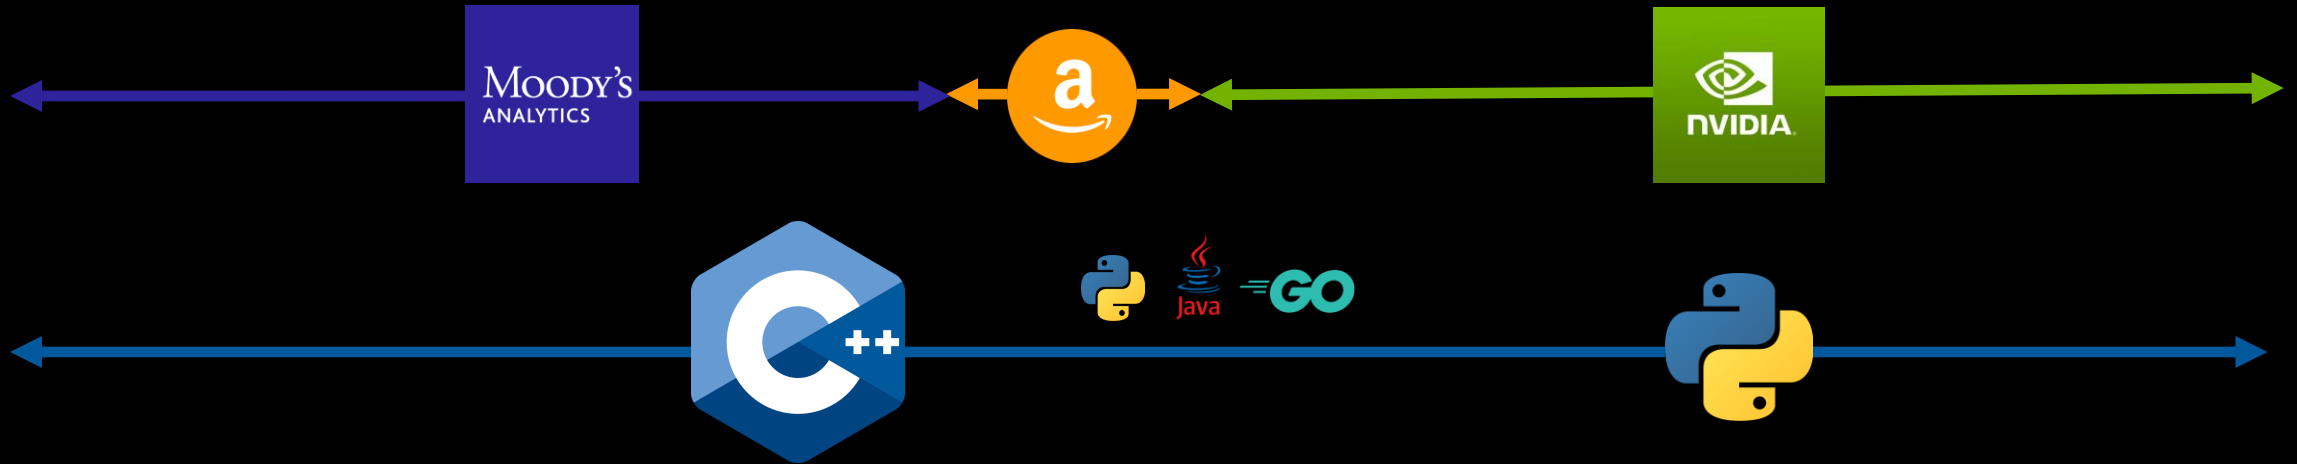 MOODY'S
ANALYTICS
a
NVIDIA
C++
Java
GO